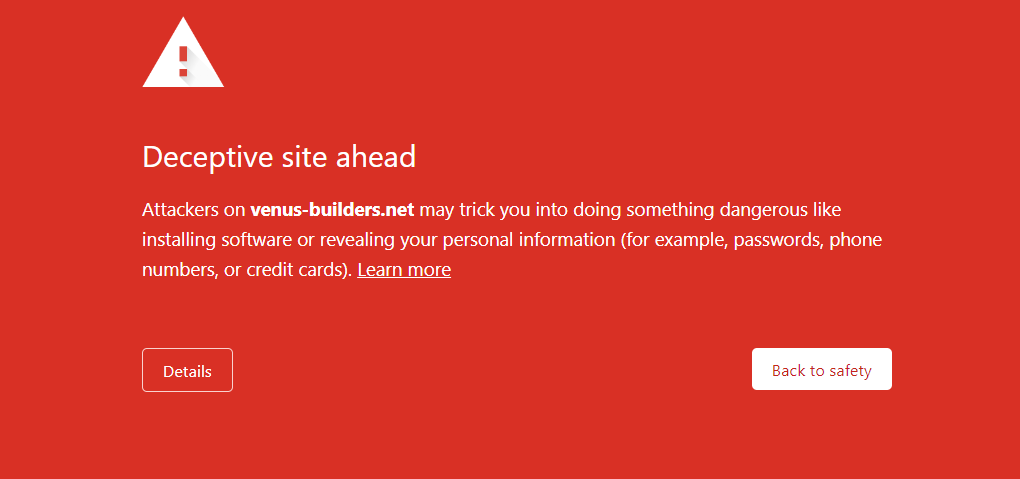 Deceptive site ahead
Attackers on venus-builders.net may trick you into doing something dangerous like
installing software or revealing your personal information (for example, passwords, phone
numbers, or credit cards). Learn more
Details
Back to safety